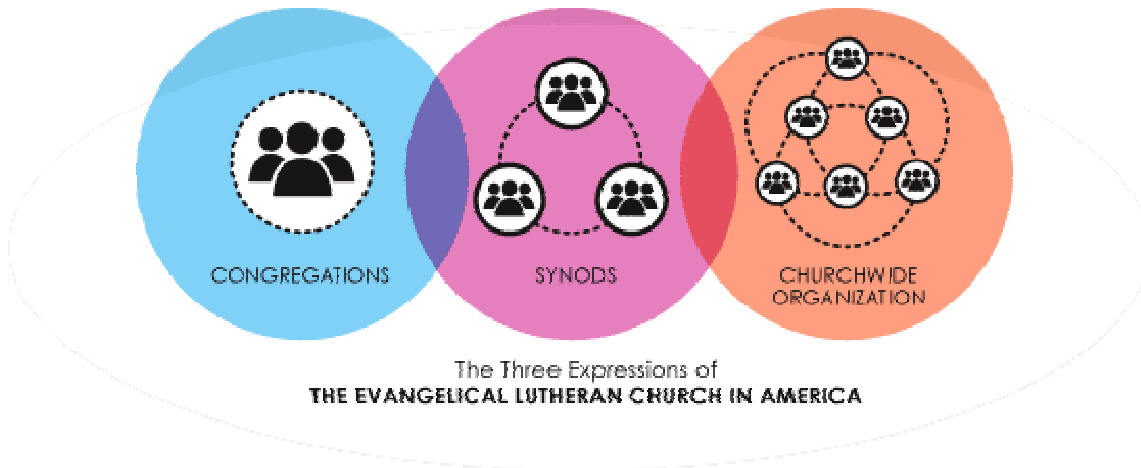 CONGREGATIONS
SYNODS
CHURCHWIDE
ORGANIZATION
The Three Expressions of
THE EVANGELICAL LUTHERAN CHURCH IN AMERICA